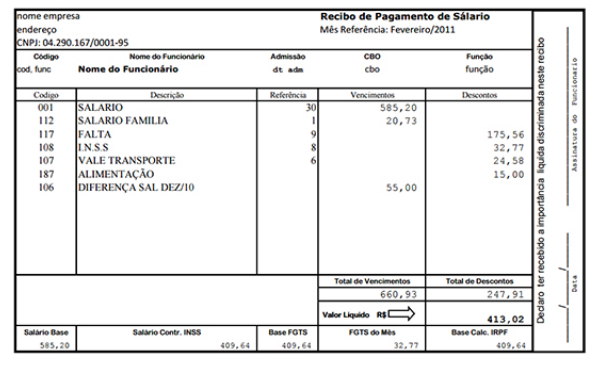 nome empresa Recibo de Pagamento de Sálario
endereço Mês Referência: Fevereiro/2011
CNPJ: 04.290.167/0001-95
Código Nome do Funcionário Admissão CBO Função
cod, func Nome do Funcionário dt adm cbo função
Codigo Descrição Referência Vencimentos Descontos
001 SALARIO 30 585,20
112 SALARIO FAMILIA 1 20,73
117 FALTA 9 175,56
108 I.N.S.S 8 32,77
107 VALE TRANSPORTE 6 24,58
187 ALIMENTAÇÃO 15,00
106 DIFERENÇA SAL DEZ/10 55,00
Total de Vencimentos Total de Descontos
660,93 247,91
Valor Liquido R$ 413,02
Salário Base Salário Contr. INSS Base FGTS FGTS do Mês Base Calc. IRPF
585,20 409,64 409,64 32,77 409,64
Declaro ter recebido a importância liquida discriminada neste recibo
____/____/____ Data
Assinatura do Funcionario